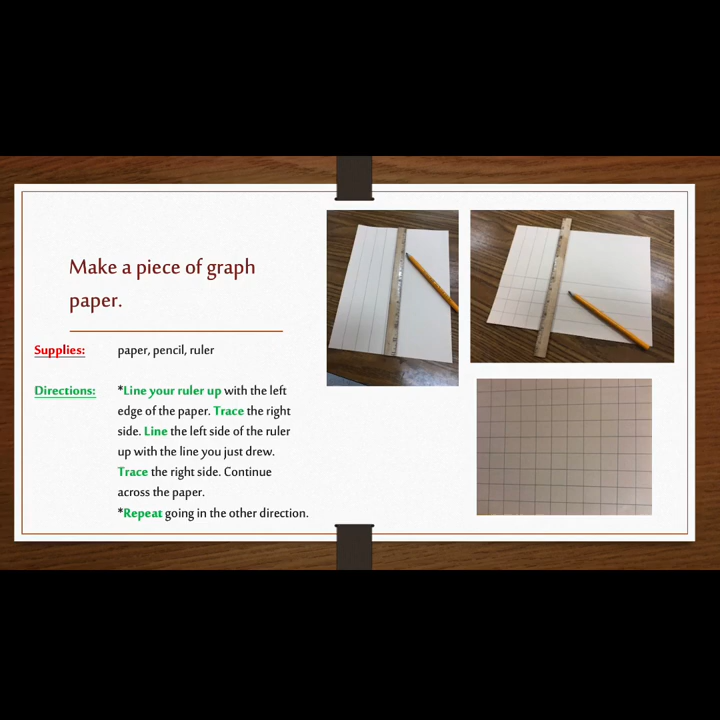 Make a piece of graph
paper.
Supplies: paper, pencil, ruler
Directions: *Line your ruler up with the left
edge of the paper. Trace the right
side. Line the left side of the ruler
up with the line you just drew.
Trace the right side. Continue
across the paper.
*Repeat going in the other direction.